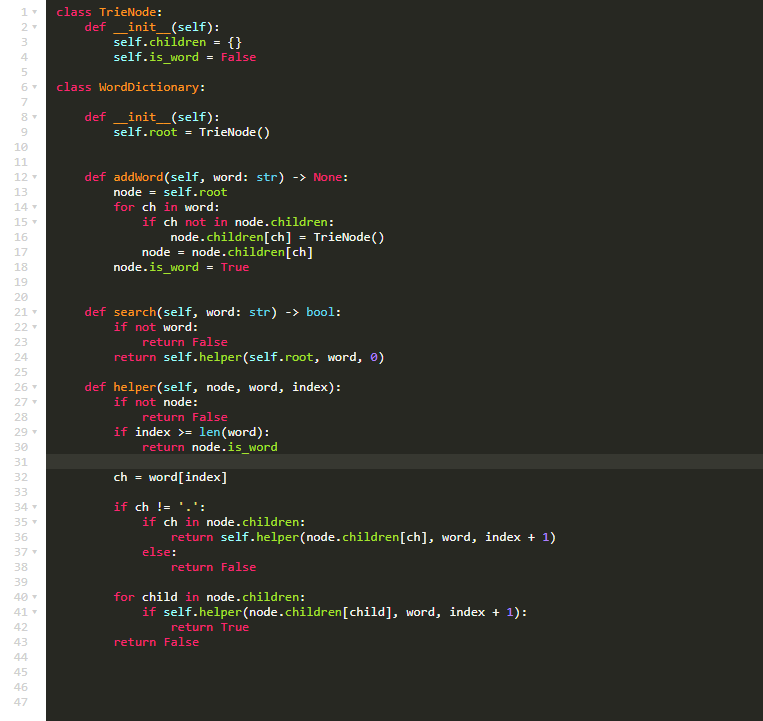 1 class TrieNode:
2     def __init__(self):
3         self.children = {}
4         self.is_word = False
5
6 class WordDictionary:
7
8     def __init__(self):
9         self.root = TrieNode()
10
11
12     def addWord(self, word: str) -> None:
13         node = self.root
14         for ch in word:
15             if ch not in node.children:
16                 node.children[ch] = TrieNode()
17             node = node.children[ch]
18         node.is_word = True
19
20
21     def search(self, word: str) -> bool:
22         if not word:
23             return False
24         return self.helper(self.root, word, 0)
25
26     def helper(self, node, word, index):
27         if not node:
28             return False
29         if index >= len(word):
30             return node.is_word
31
32         ch = word[index]
33
34         if ch != '.':
35             if ch in node.children:
36                 return self.helper(node.children[ch], word, index + 1)
37             else:
38                 return False
39
40         for child in node.children:
41             if self.helper(node.children[child], word, index + 1):
42                 return True
43         return False
44
45
46
47